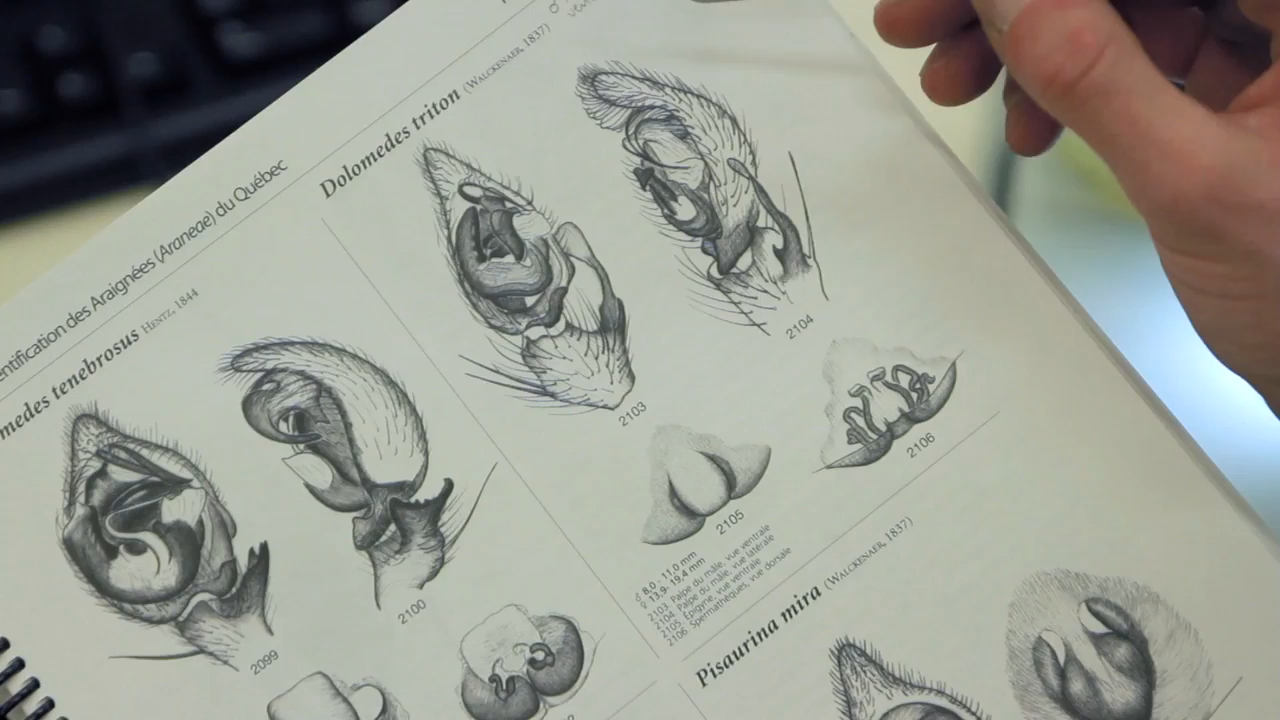 entification des Araignées (Araneae) du Québec
medes tenebrosus HENTZ, 1844
2099
2100
Dolomedes triton (WALCKENAER, 1837)
2103
2104
2105
2106
♂ 8,0 - 11,0 mm
♀ 13,9 - 19,4 mm
2103 Palpe du mâle, vue ventrale
2104 Palpe du mâle, vue latérale
2105 Épigyne, vue ventrale
2106 Spermathèques, vue dorsale
Pisaurina mira (WALCKENAER, 1837)